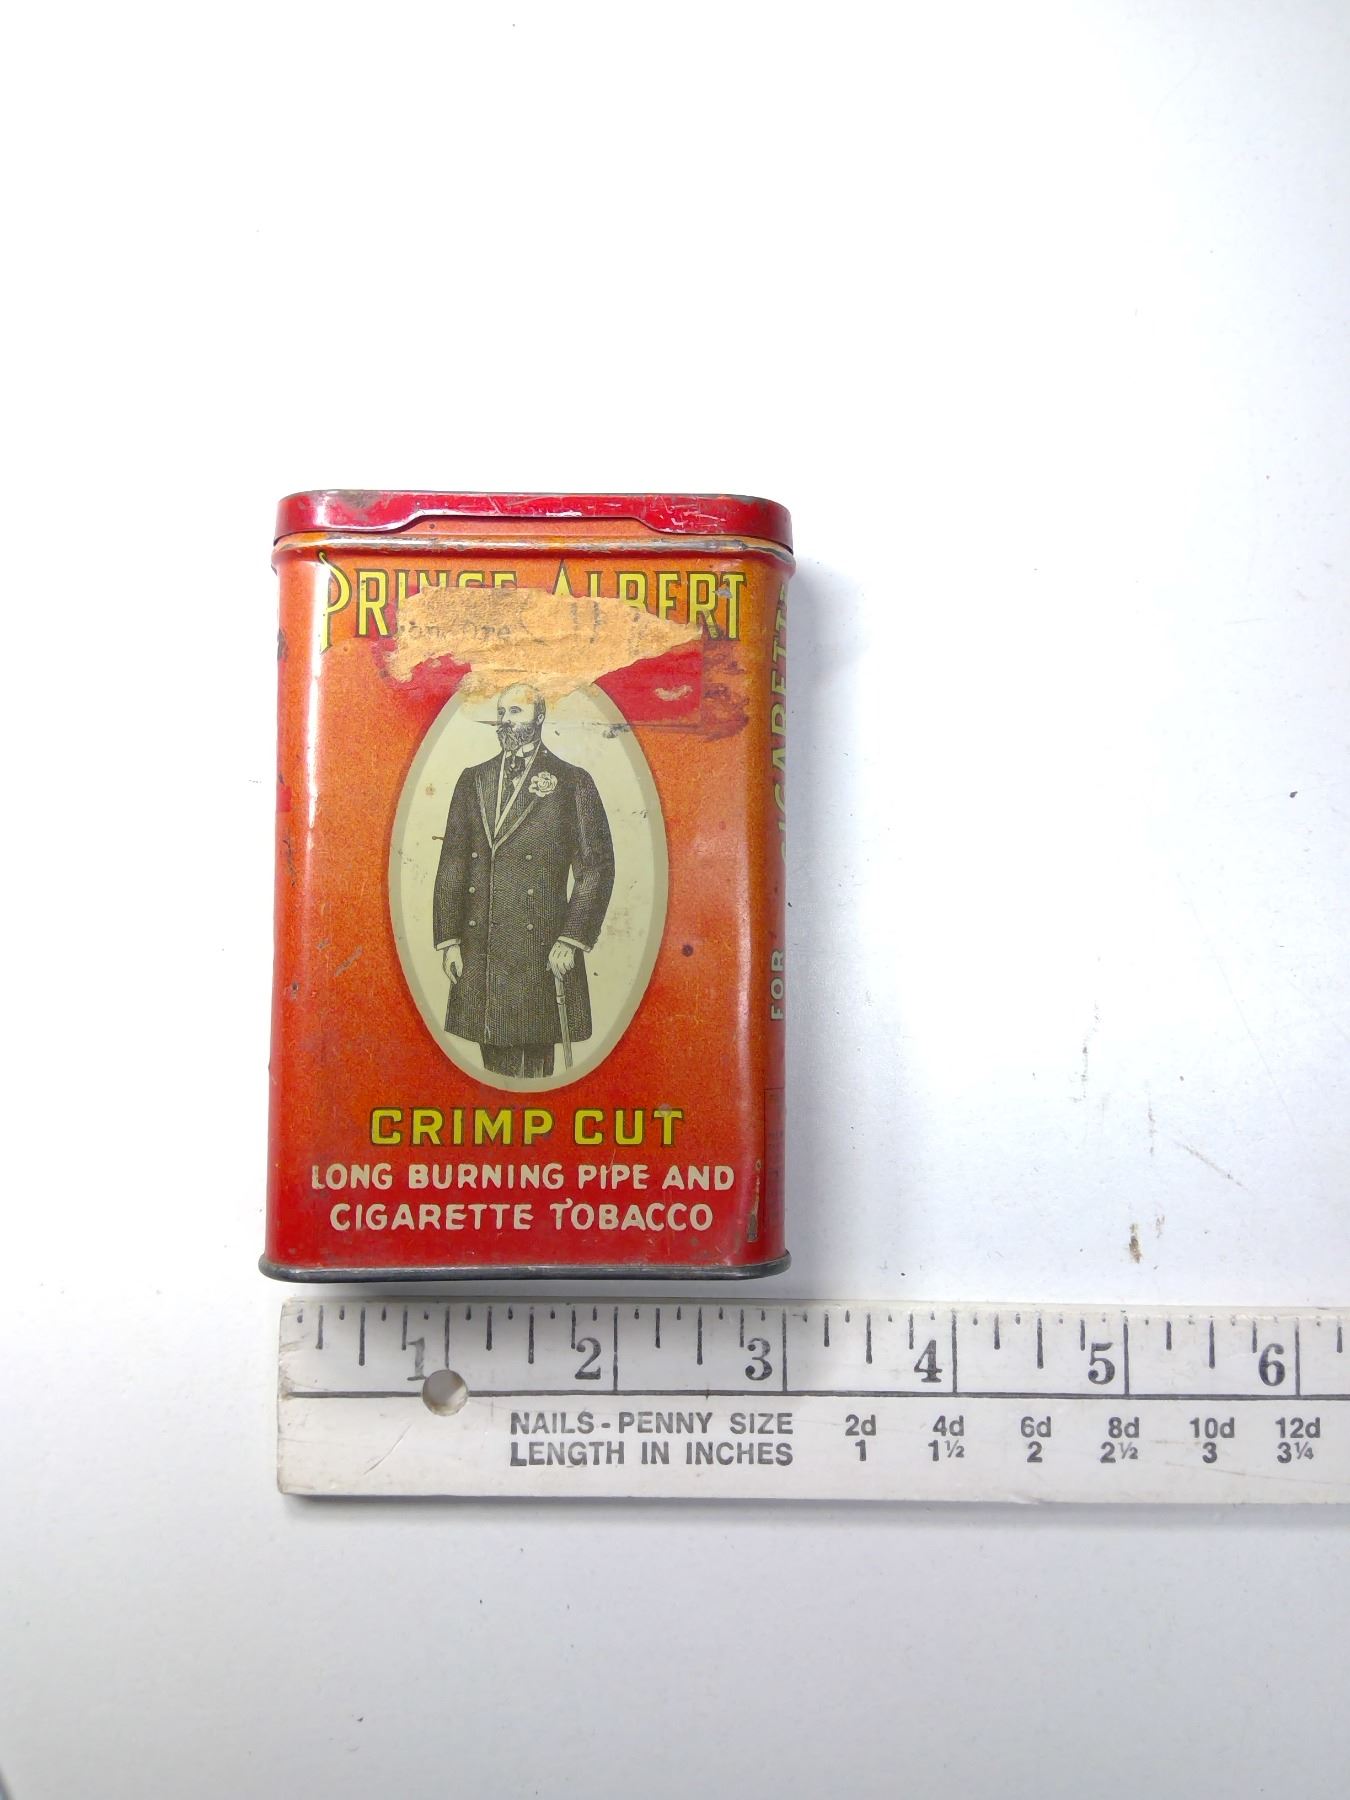 PRINCE ALBERT
CRIMP CUT
LONG BURNING PIPE AND
CIGARETTE TOBACCO
FOR CIGARETTE
1 2 3 4 5 6
NAILS-PENNY SIZE 2d 4d 6d 8d 10d 12d
LENGTH IN INCHES 1 1½ 2 2½ 3 3¼